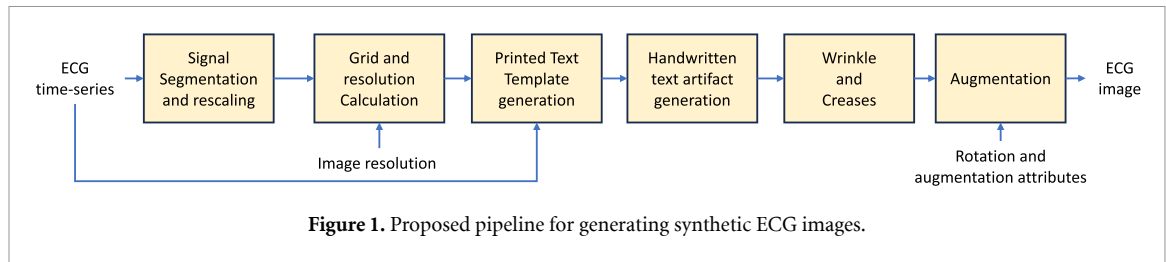 ECG
time-series
Signal
Segmentation
and rescaling
Grid and
resolution
Calculation
Printed Text
Template
generation
Handwritten
text artifact
generation
Wrinkle
and
Creases
Augmentation
ECG
image
Image resolution
Rotation and
augmentation attributes
Figure 1. Proposed pipeline for generating synthetic ECG images.